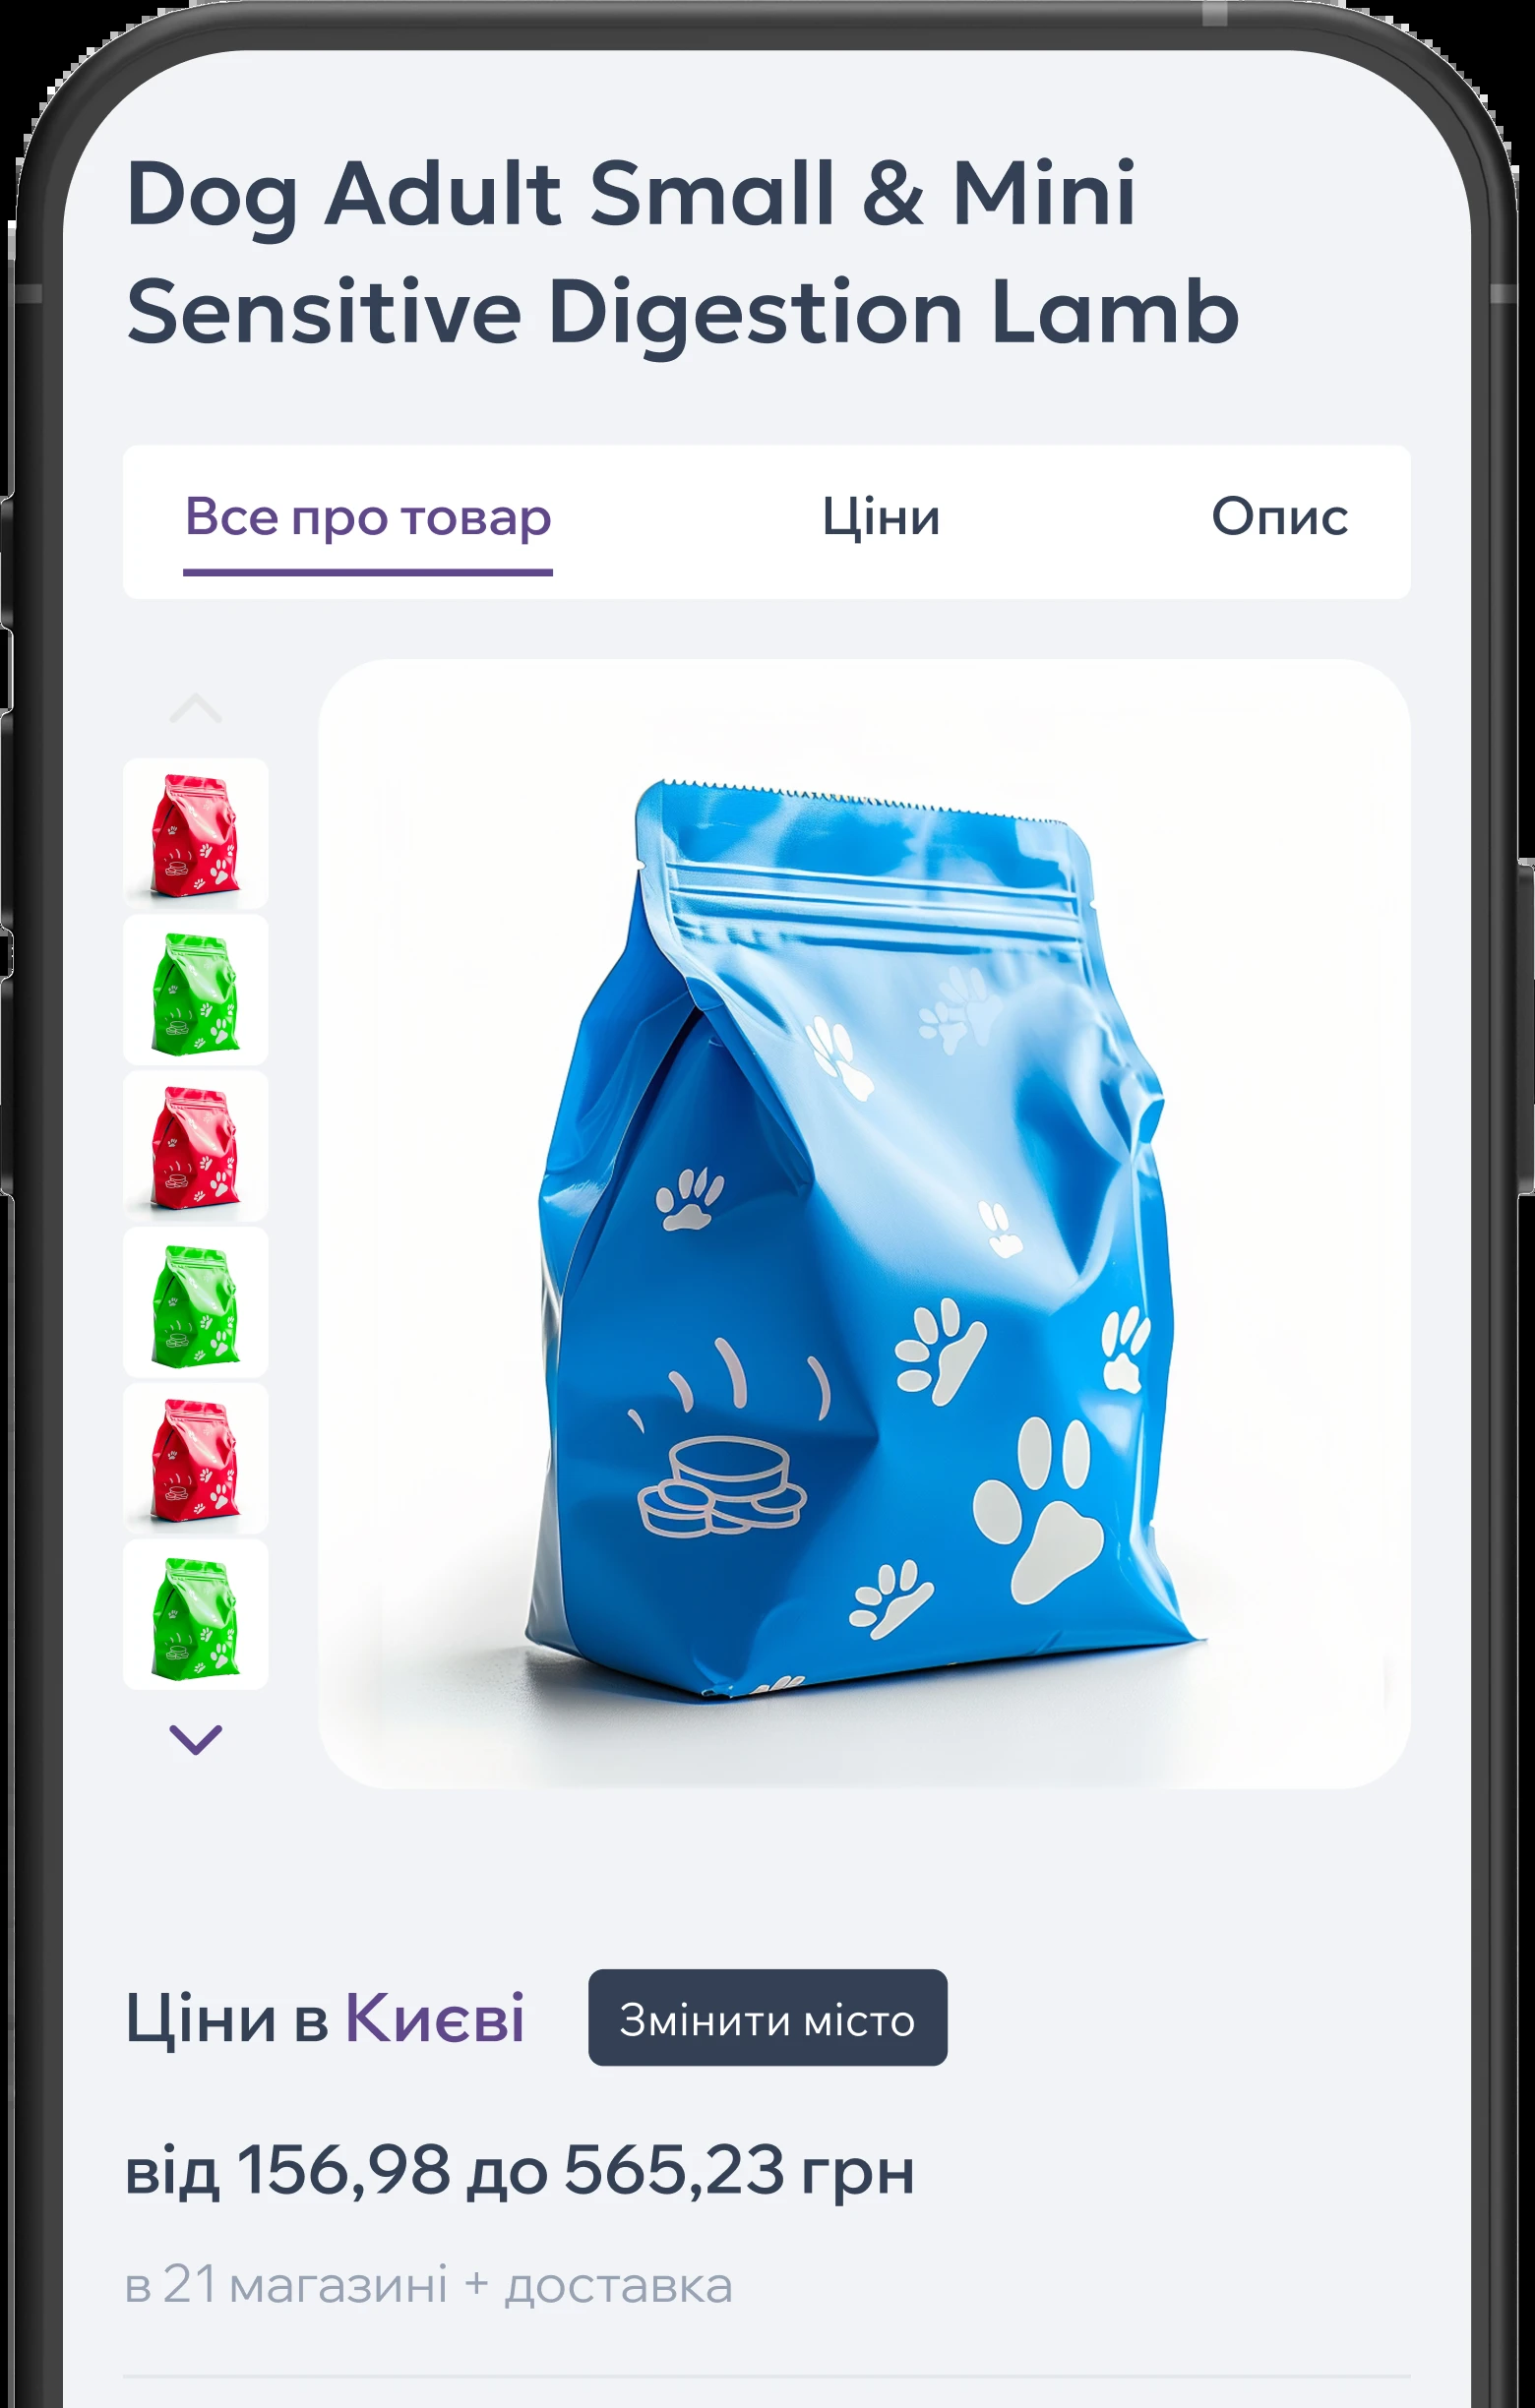 Dog Adult Small & Mini
Sensitive Digestion Lamb
Все про товар Ціни Опис
Ціни в Києві Змінити місто
від 156,98 до 565,23 грн
в 21 магазині + доставка